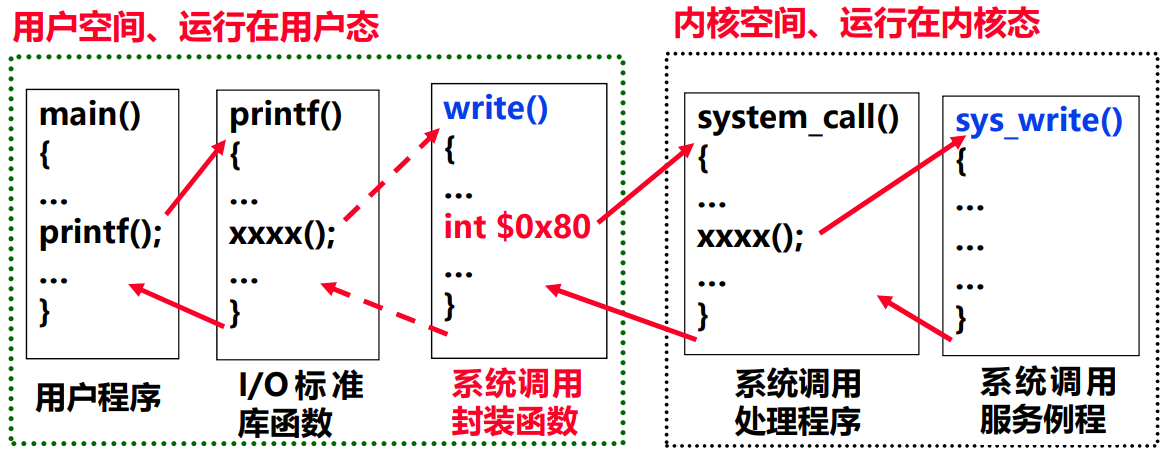 用户空间、运行在用户态
内核空间、运行在内核态
main()
{
...
printf();
...
}
用户程序
printf()
{
...
xxxx();
...
}
I/O标准
库函数
write()
{
...
int $0x80
...
}
系统调用
封装函数
system_call()
{
...
xxxx();
...
}
系统调用
处理程序
sys_write()
{
...
...
...
}
系统调用
服务例程